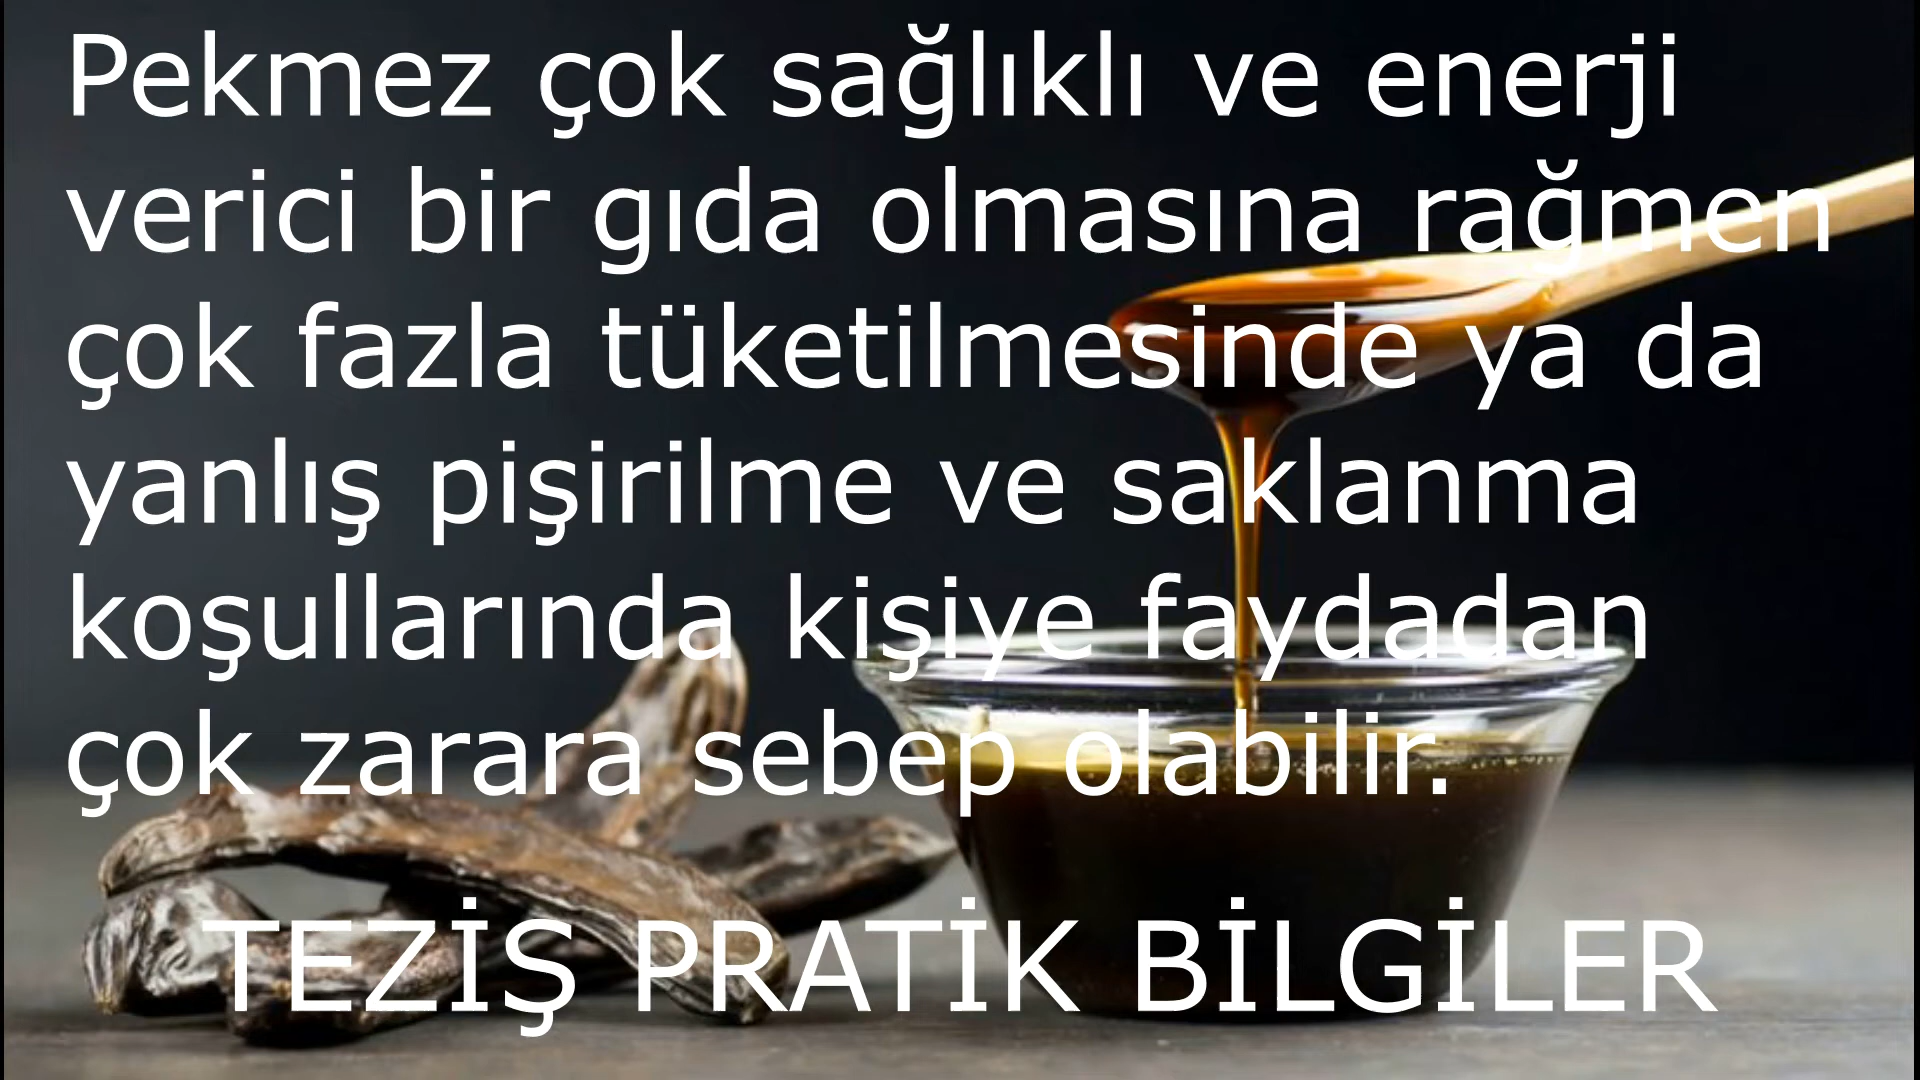 Pekmez çok sağlıklı ve enerji
verici bir gıda olmasına rağmen
çok fazla tüketilmesinde ya da
yanlış pişirilme ve saklanma
koşullarında kişiye faydadan
çok zarara sebep olabilir.
TEZİŞ PRATİK BİLGİLER